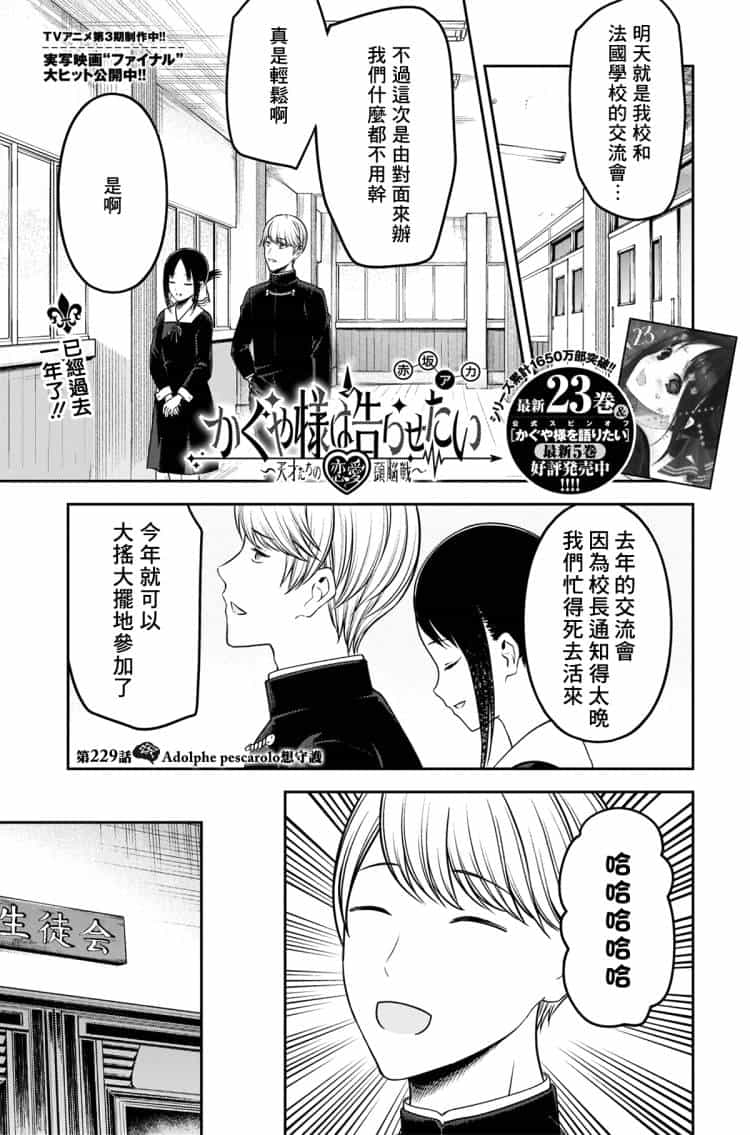 明天就是我校和
法國學校的交流會…
不過這次是由對面來辦
我們什麼都不用幹
真是輕鬆啊
是啊
TVアニメ第3期制作中!!
実写映画“ファイナル”
大ヒット公開中!!
已經過去
一年了!!
赤坂アカ
かぐや様は告らせたい
〜天才たちの恋愛頭脳戦〜
シリーズ累計1650万部突破!!
最新23巻&
公式スピンオフ
[かぐや様を語りたい]
最新5巻
好評発売中
!!!!
23
去年的交流會
因為校長通知得太晚
我們忙得死去活來
今年就可以
大搖大擺地參加了
第229話 Adolphe pescarolo想守護
哈哈哈哈哈
生徒会